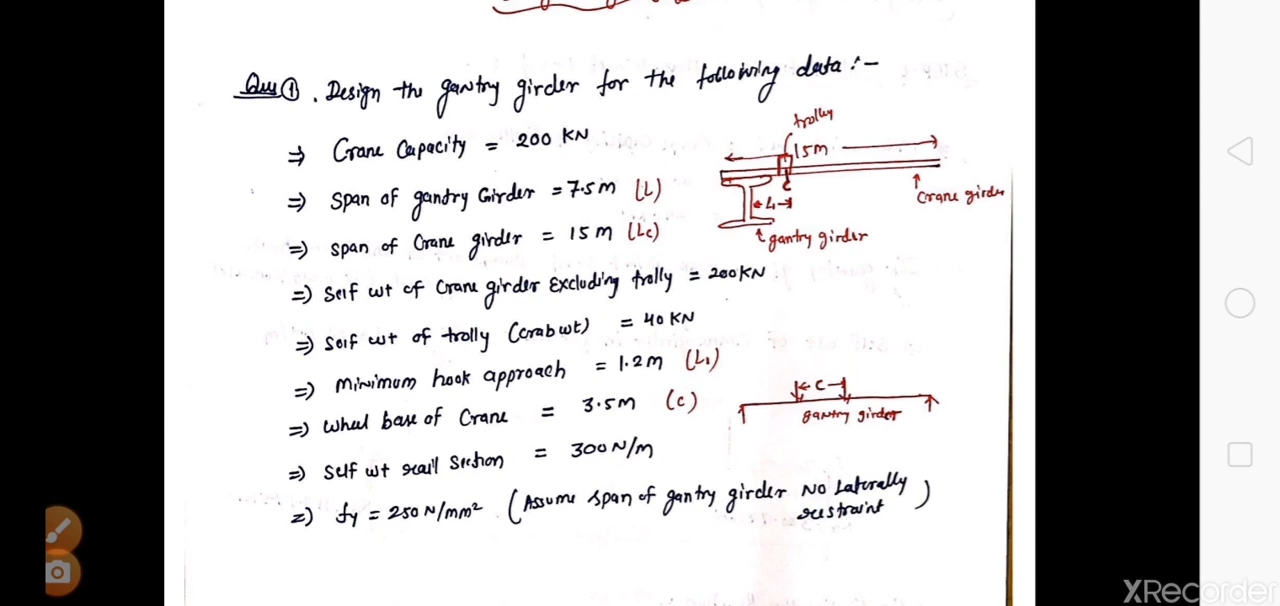 Ques ①. Design the gantry girder for the following data:-
⇒ Crane Capacity = 200 KN
⇒ Span of gantry Girder = 7.5m (L)
⇒ Span of Crane girder = 15m (Lc)
⇒ Self wt of Crane girder Excluding trolly = 200KN
⇒ Self wt of trolly (crab wt) = 40 KN
⇒ Minimum hook approach = 1.2m (L₁)
⇒ Wheel base of Crane = 3.5m (C)
⇒ Self wt rail Section = 300 N/m
⇒ fy = 250 N/mm² (Assume span of gantry girder No Laterally restraint)
trolly
15m
L₁
Crane girder
gantry girder
C
gantry girder
XRecorder